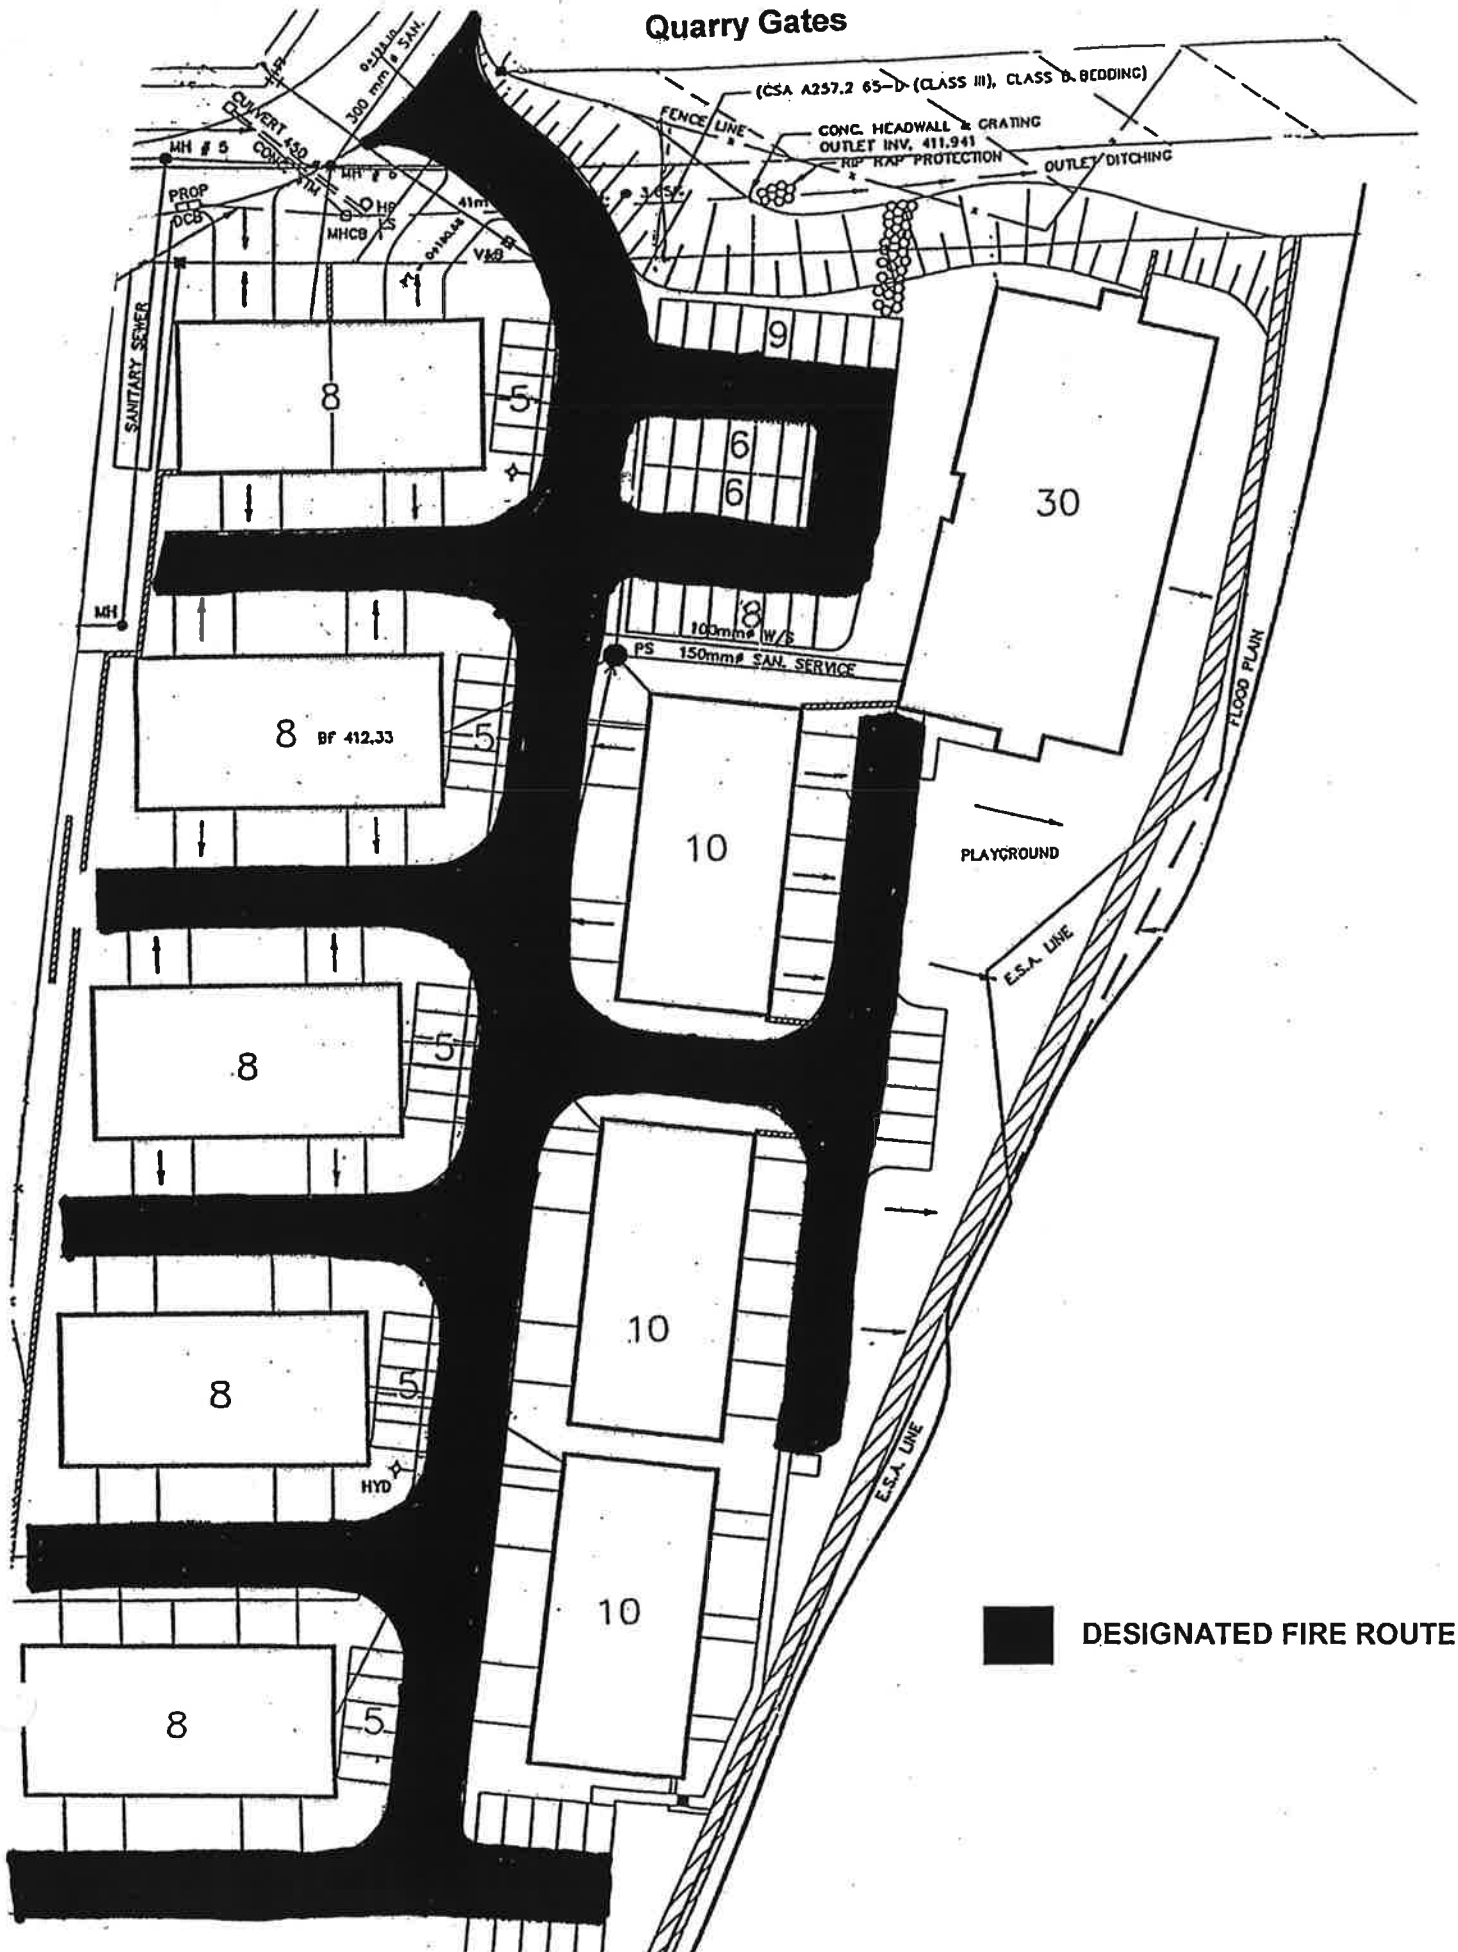 Quarry Gates
(CSA A257.2 65-D (CLASS III), CLASS B BEDDING)
300 mm ø SAN.
FENCE LINE
CONC. HEADWALL & GRATING
OUTLET INV. 411.941
RIP RAP PROTECTION
OUTLET DITCHING
CULVERT 450
MH # 5
PROP
DCB
MHCB
41m
V&B
SANITARY SEWER
9
8
5
6
6
30
8
MH
100mmø W/S
PS
150mmø SAN. SERVICE
FLOOD PLAIN
8
BF 412.33
5
10
PLAYGROUND
E.S.A. LINE
8
5
10
8
5
HYD
E.S.A. LINE
10
DESIGNATED FIRE ROUTE
8
5